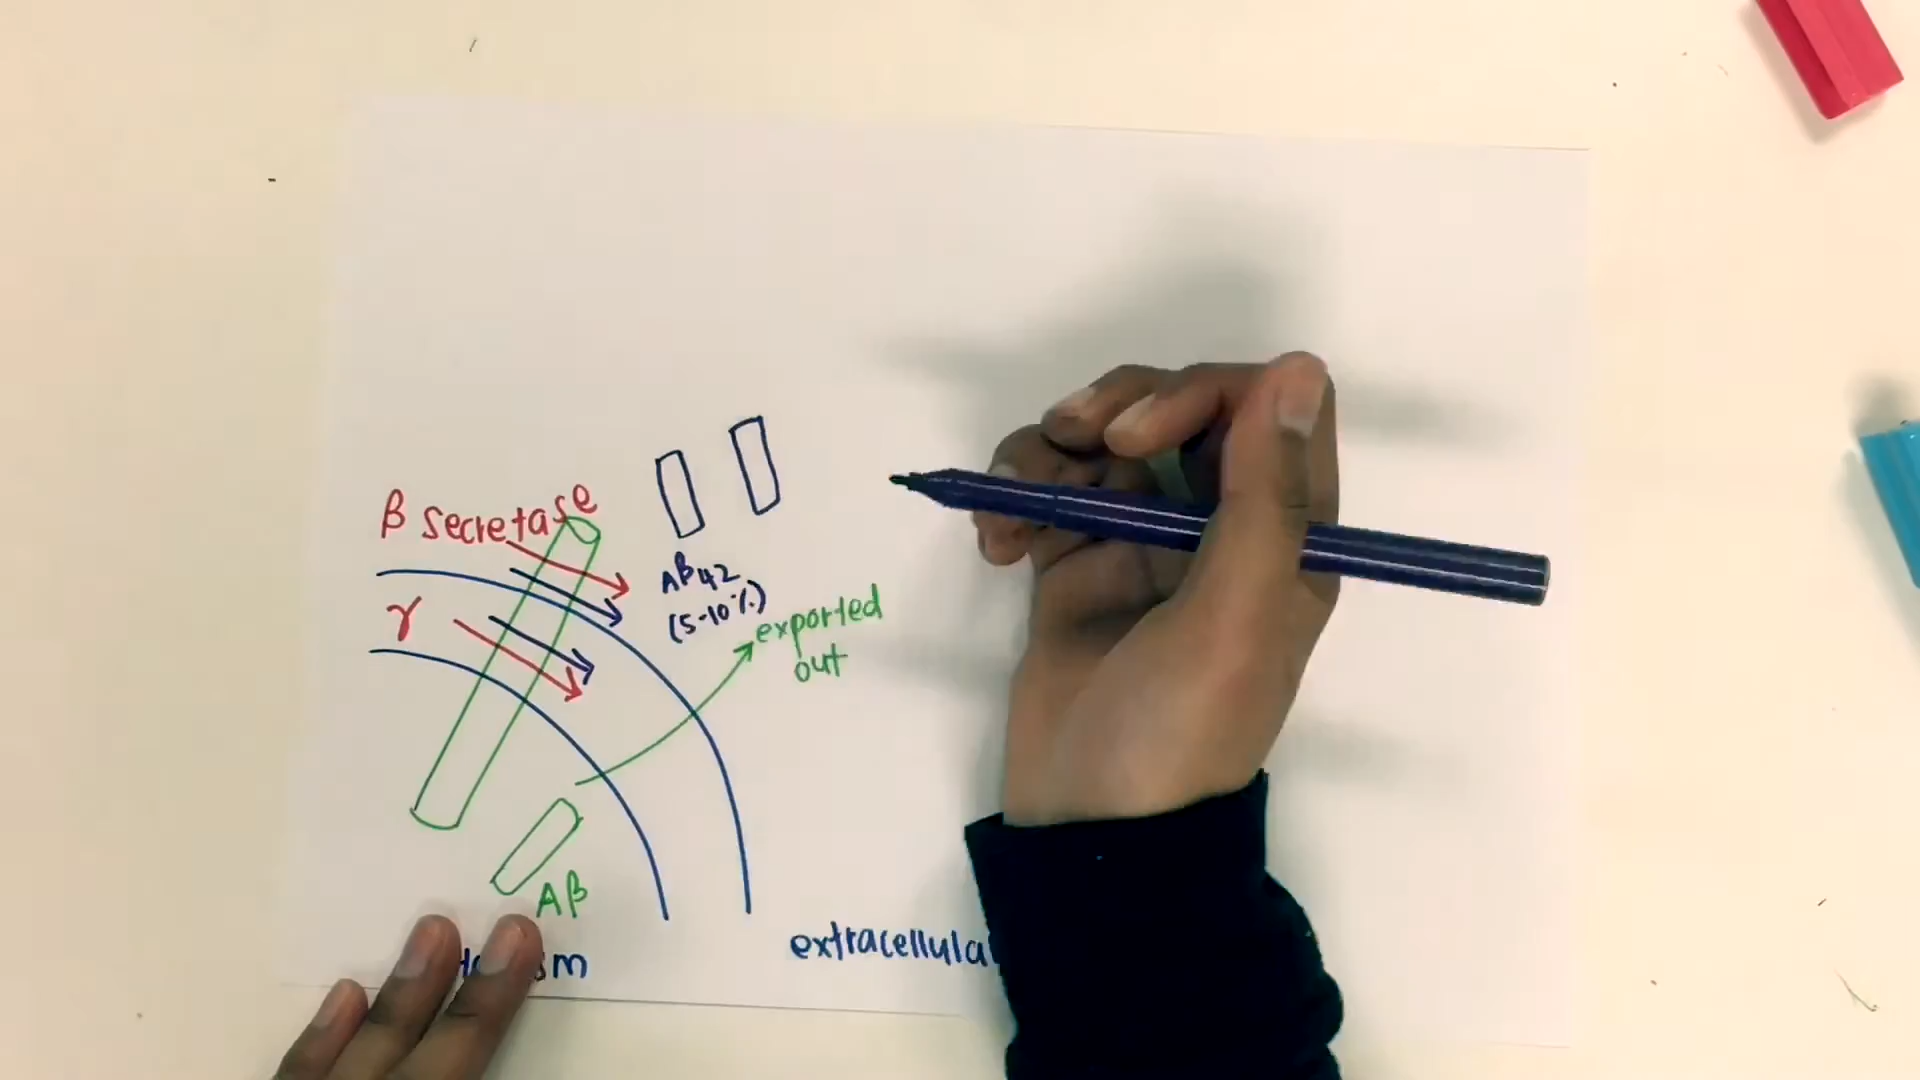 β secretase
γ
Aβ42
(5-10%)
exported
out
Aβ
extracellula